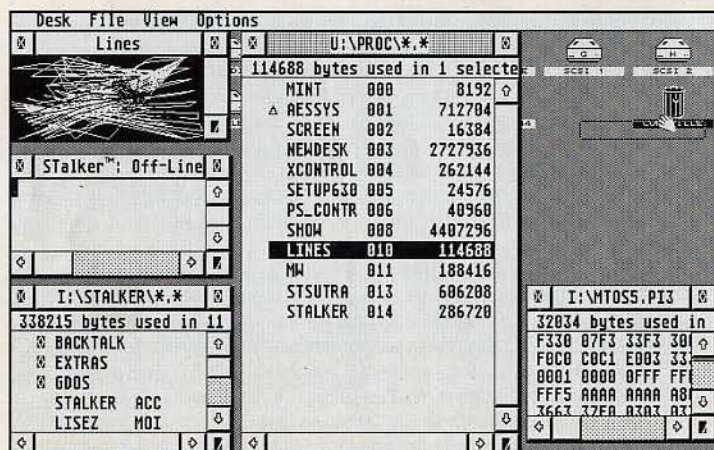 Desk File View Options
Lines
U:\PROC\*.*
114688 bytes used in 1 selecte
MINT 000 8192
AESSYS 001 712704
SCREEN 002 16384
NEWDESK 003 2727936
XCONTROL 004 262144
SETUP630 005 24576
PS_CONTR 006 40960
SHOW 008 4407296
LINES 010 114688
MW 011 188416
STSUTRA 013 606208
STALKER 014 286720
G
H
SCSI 1
SCSI 2
STalker™: Off-Line
I:\STALKER\*.*
338215 bytes used in 11
BACKTALK
EXTRAS
GDOS
STALKER ACC
LISEZ MOI
I:\MTOS5.PI3
32034 bytes used in
F330 07F3 33F3
F0C0 C0C1 E003
0001 0000 0FFF
FFF5 AAAA AAAA